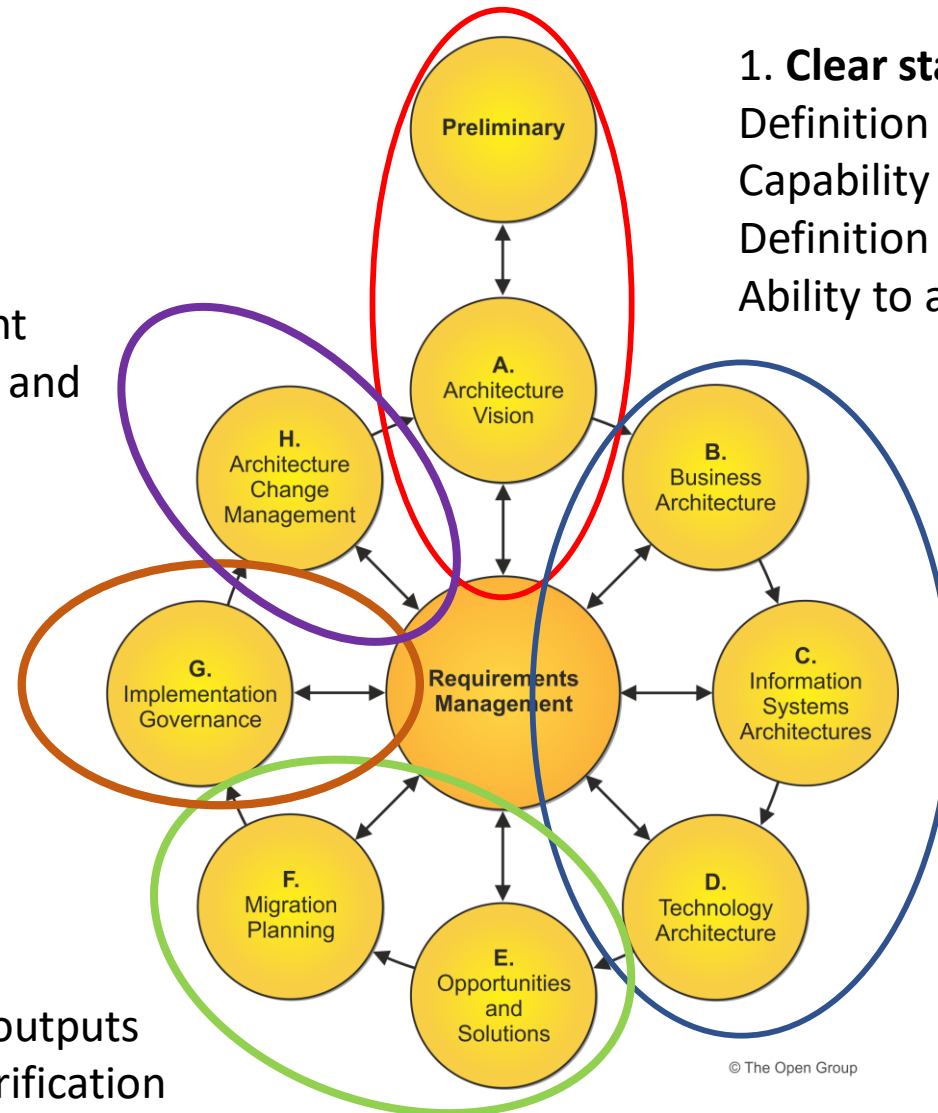 Preliminary
1. Clear sta
Definition
Capability
Definition
Ability to a
nt
and
A.
Architecture
Vision
H.
Architecture
Change
Management
B.
Business
Architecture
Requirements
Management
G.
Implementation
Governance
C.
Information
Systems
Architectures
F.
Migration
Planning
D.
Technology
Architecture
E.
Opportunities
and
Solutions
outputs
rification
© The Open Group